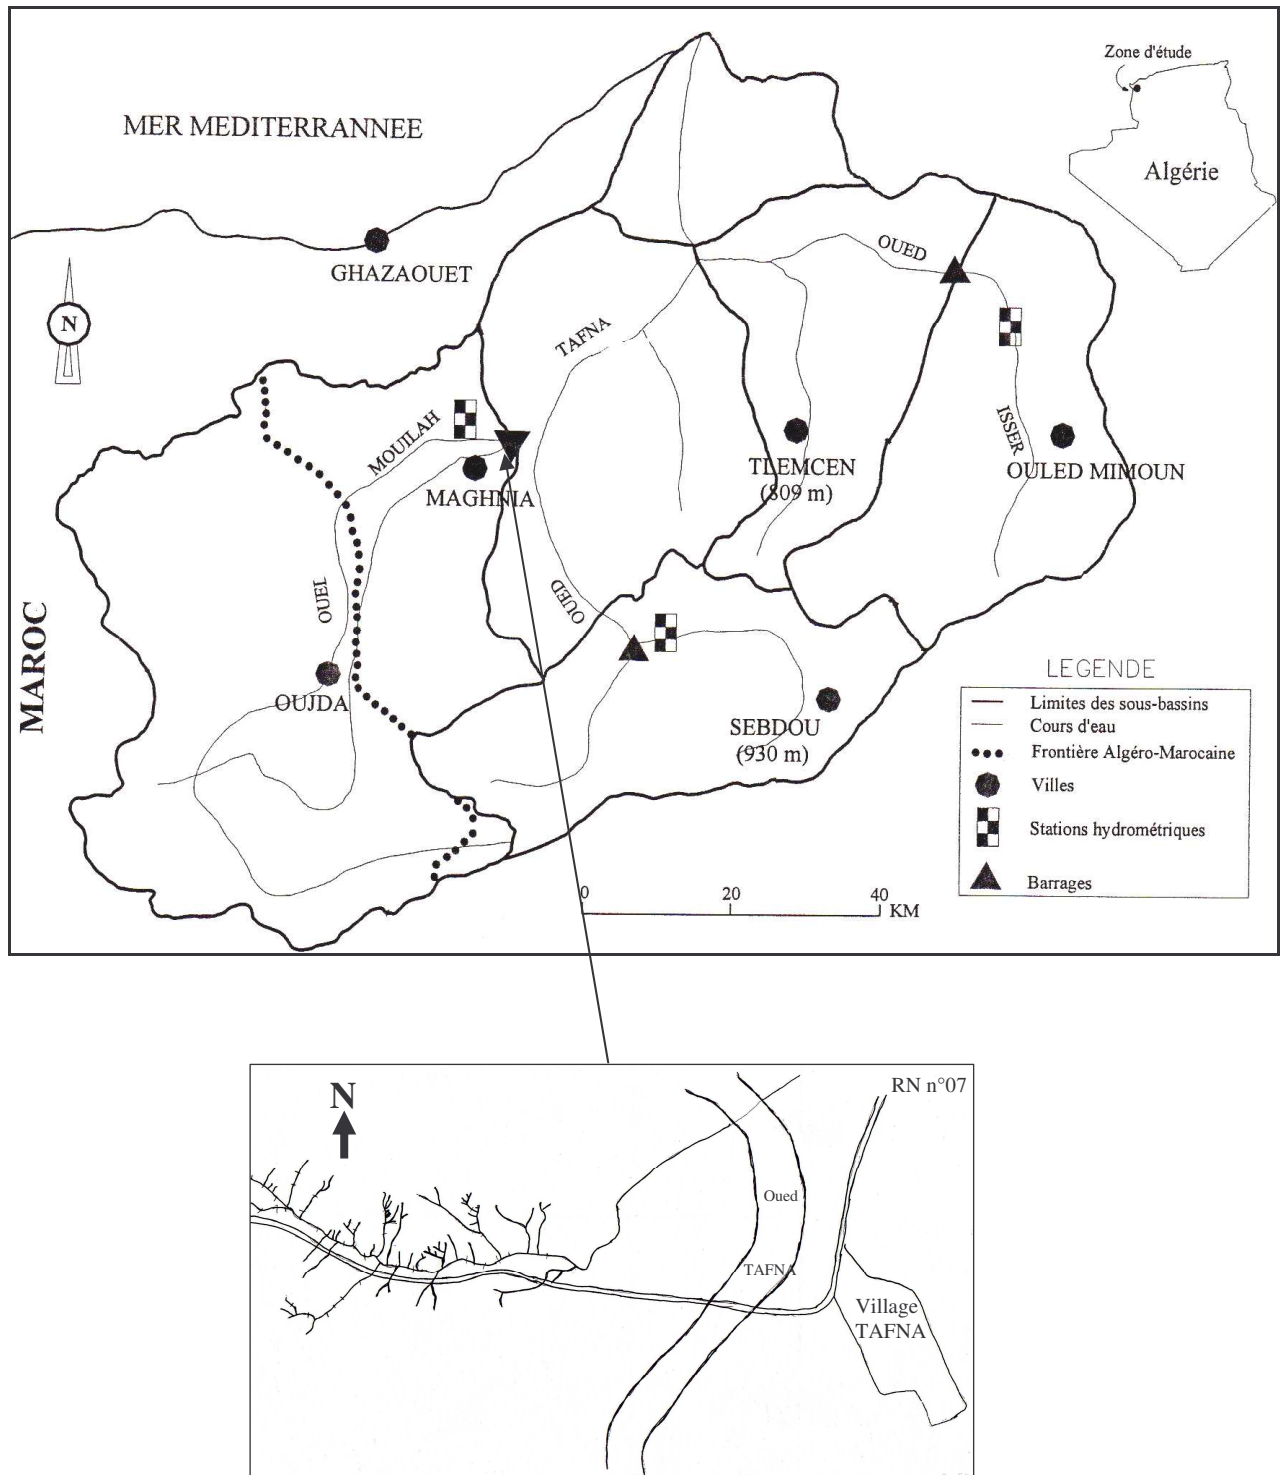 Zone d'étude
MER MEDITERRANNEE
Algérie
OUED
GHAZAOUET
N
TAFNA
MOUILAH
ISSER
TLEMCEN
(809 m)
OULED MIMOUN
MAGHNIA
OUED
OUEI
MAROC
OUJDA
SEBDOU
(930 m)
LEGENDE
Limites des sous-bassins
Cours d'eau
Frontière Algéro-Marocaine
Villes
Stations hydrométriques
Barrages
0 20 40
KM
RN n°07
N
Oued
TAFNA
Village
TAFNA